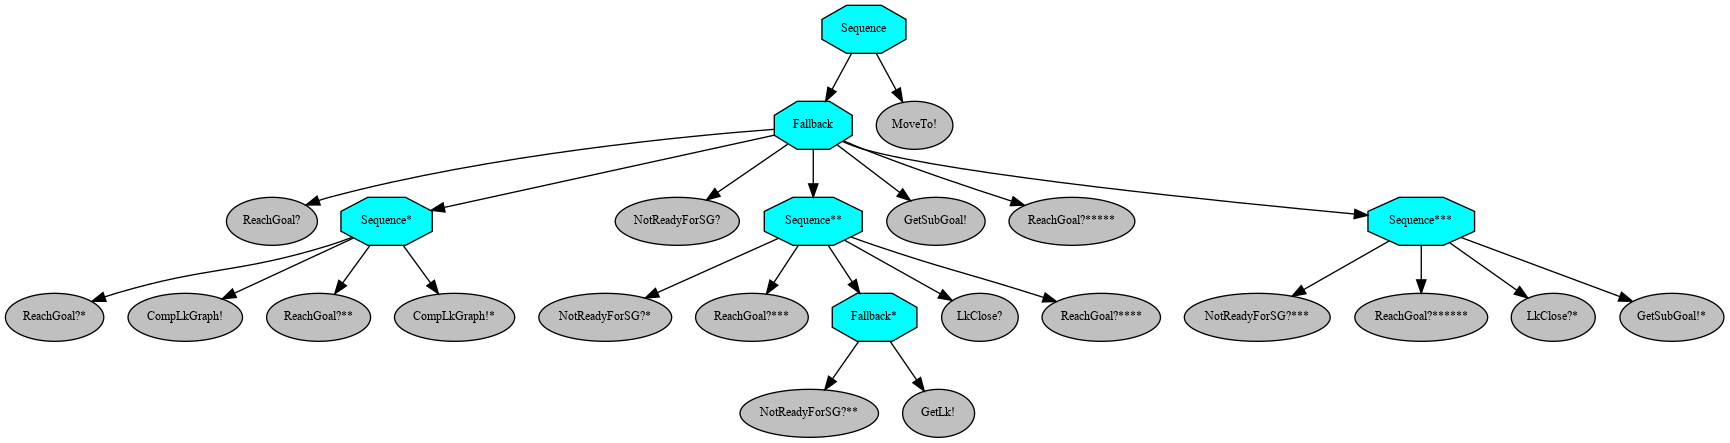 Sequence
Fallback
MoveTo!
ReachGoal?
Sequence*
NotReadyForSG?
Sequence**
GetSubGoal!
ReachGoal?*****
Sequence***
ReachGoal?*
CompLkGraph!
ReachGoal?**
CompLkGraph!*
NotReadyForSG?*
ReachGoal?***
Fallback*
LkClose?
ReachGoal?****
NotReadyForSG?***
ReachGoal?******
LkClose?*
GetSubGoal!*
NotReadyForSG?**
GetLk!